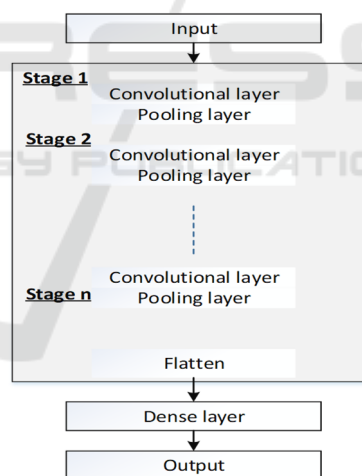 Input
Stage 1
Convolutional layer
Pooling layer
Stage 2
Convolutional layer
Pooling layer
Convolutional layer
Pooling layer
Stage n
Flatten
Dense layer
Output